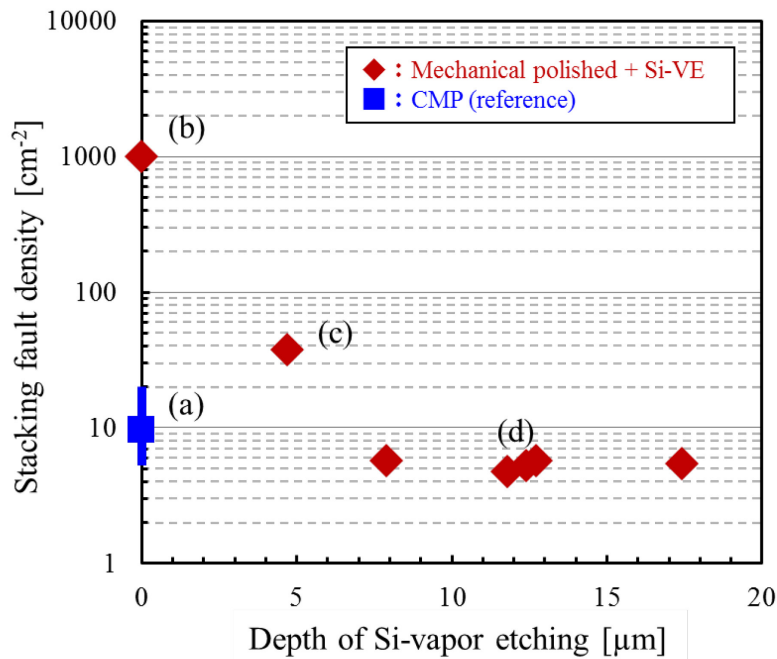 10000
◆ : Mechanical polished + Si-VE
■ : CMP (reference)
(b)
1000
Stacking fault density [cm-2]
100
(c)
(a)
10
(d)
1
0 5 10 15 20
Depth of Si-vapor etching [µm]